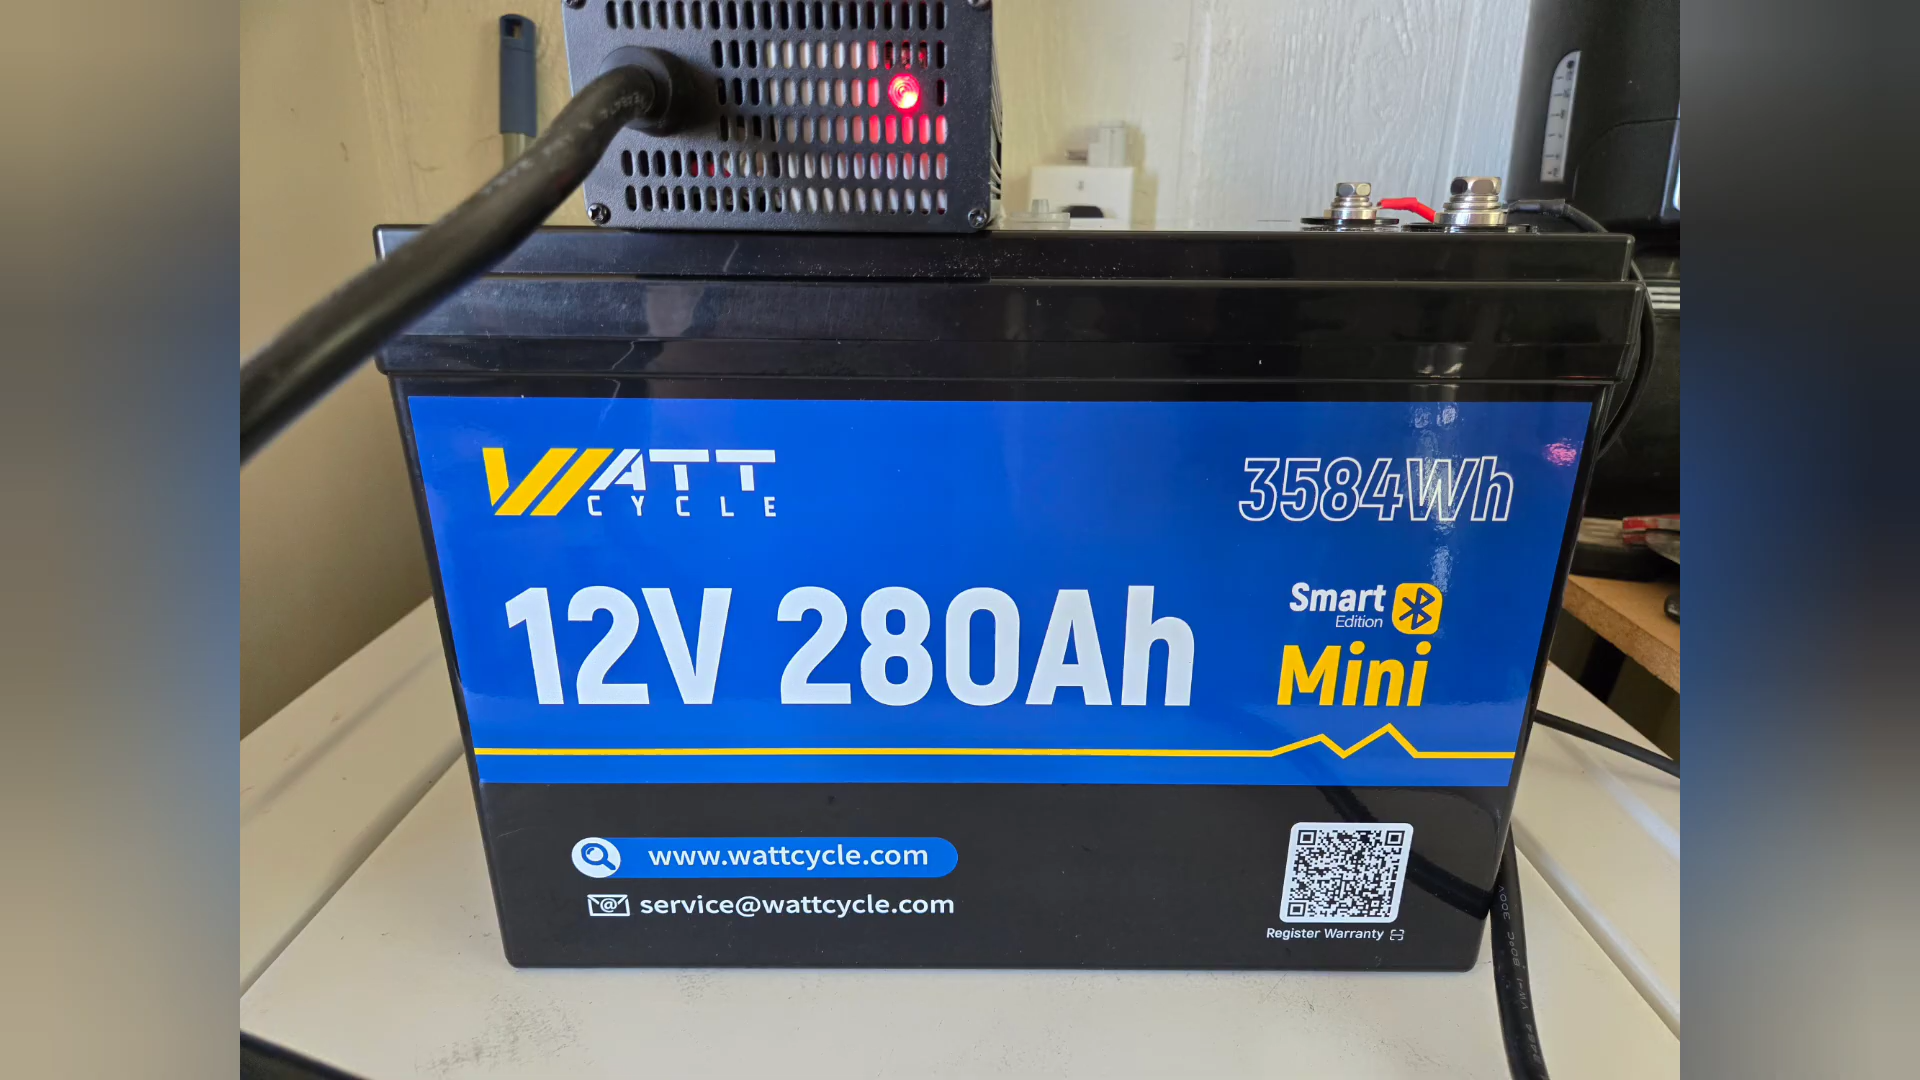 WATT
CYCLE
3584Wh
12V 280Ah
Smart
Edition
Mini
www.wattcycle.com
service@wattcycle.com
Register Warranty